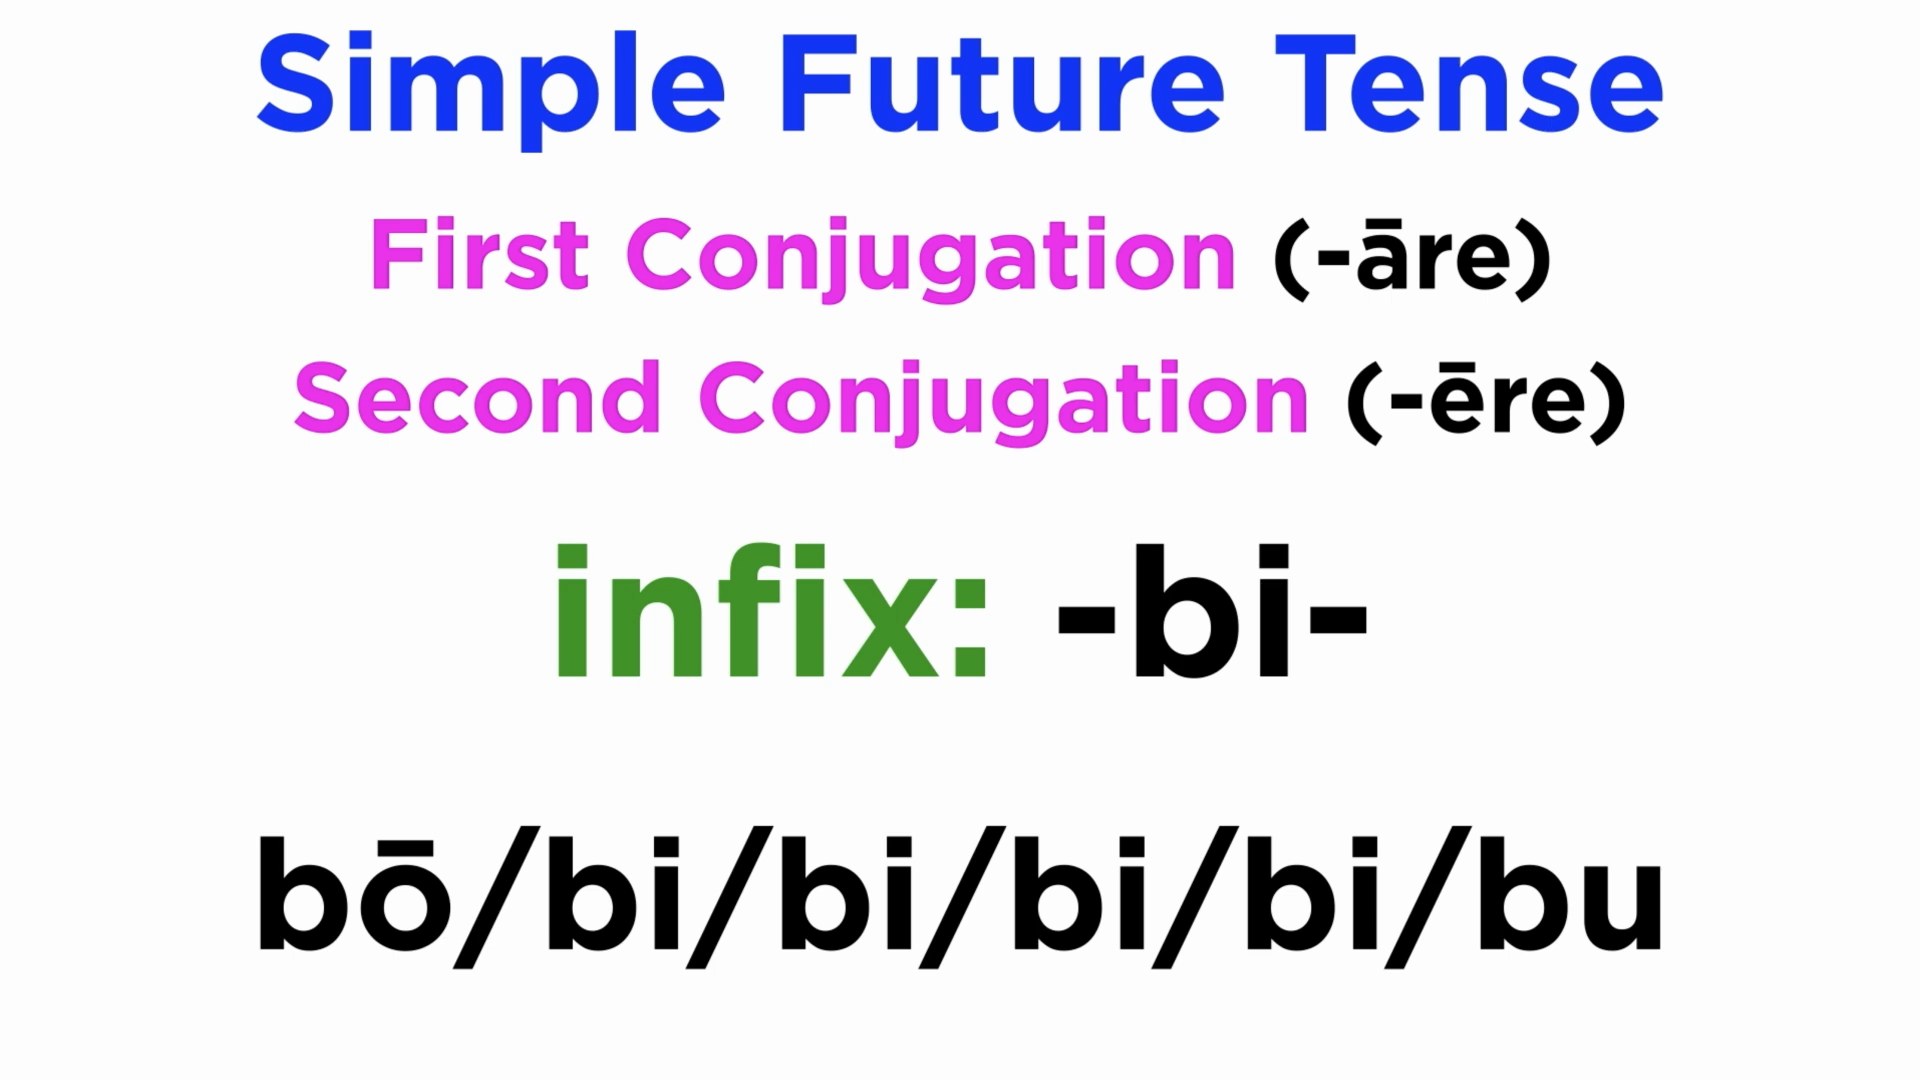 Simple Future Tense
First Conjugation (-āre)
Second Conjugation (-ēre)
infix: -bi-
bō/bi/bi/bi/bi/bu